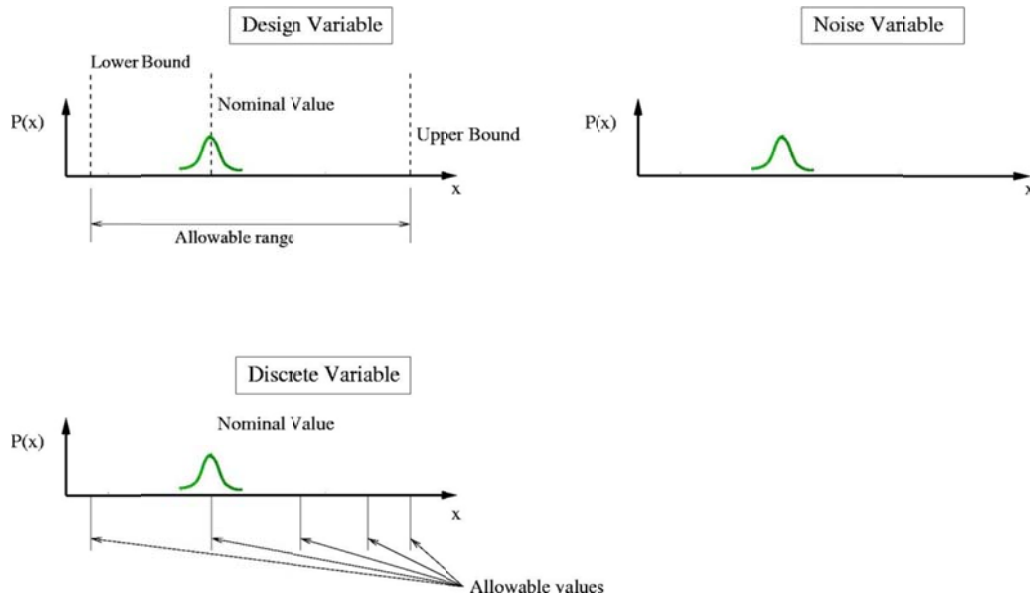 Design Variable
Noise Variable
Lower Bound
Nominal Value
P(x)
Upper Bound
x
Allowable range
P(x)
x
Discrete Variable
Nominal Value
P(x)
x
Allowable values